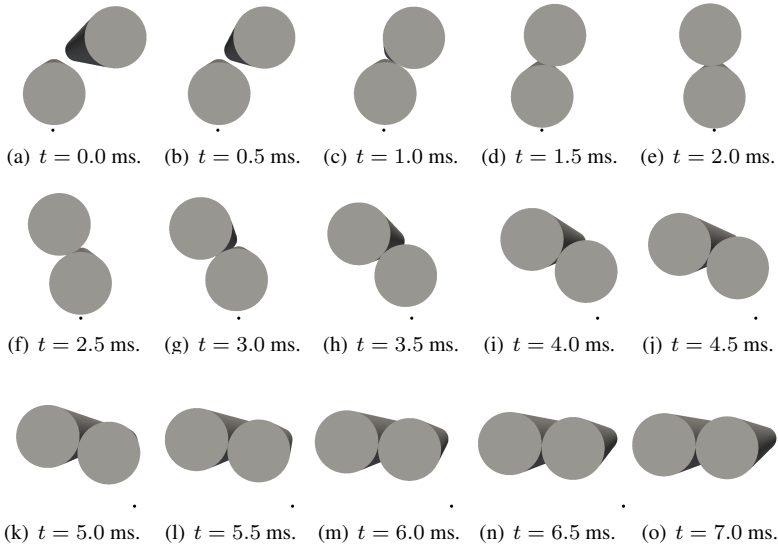 (a) t = 0.0 ms. (b) t = 0.5 ms. (c) t = 1.0 ms. (d) t = 1.5 ms. (e) t = 2.0 ms.
(f) t = 2.5 ms. (g) t = 3.0 ms. (h) t = 3.5 ms. (i) t = 4.0 ms. (j) t = 4.5 ms.
(k) t = 5.0 ms. (l) t = 5.5 ms. (m) t = 6.0 ms. (n) t = 6.5 ms. (o) t = 7.0 ms.